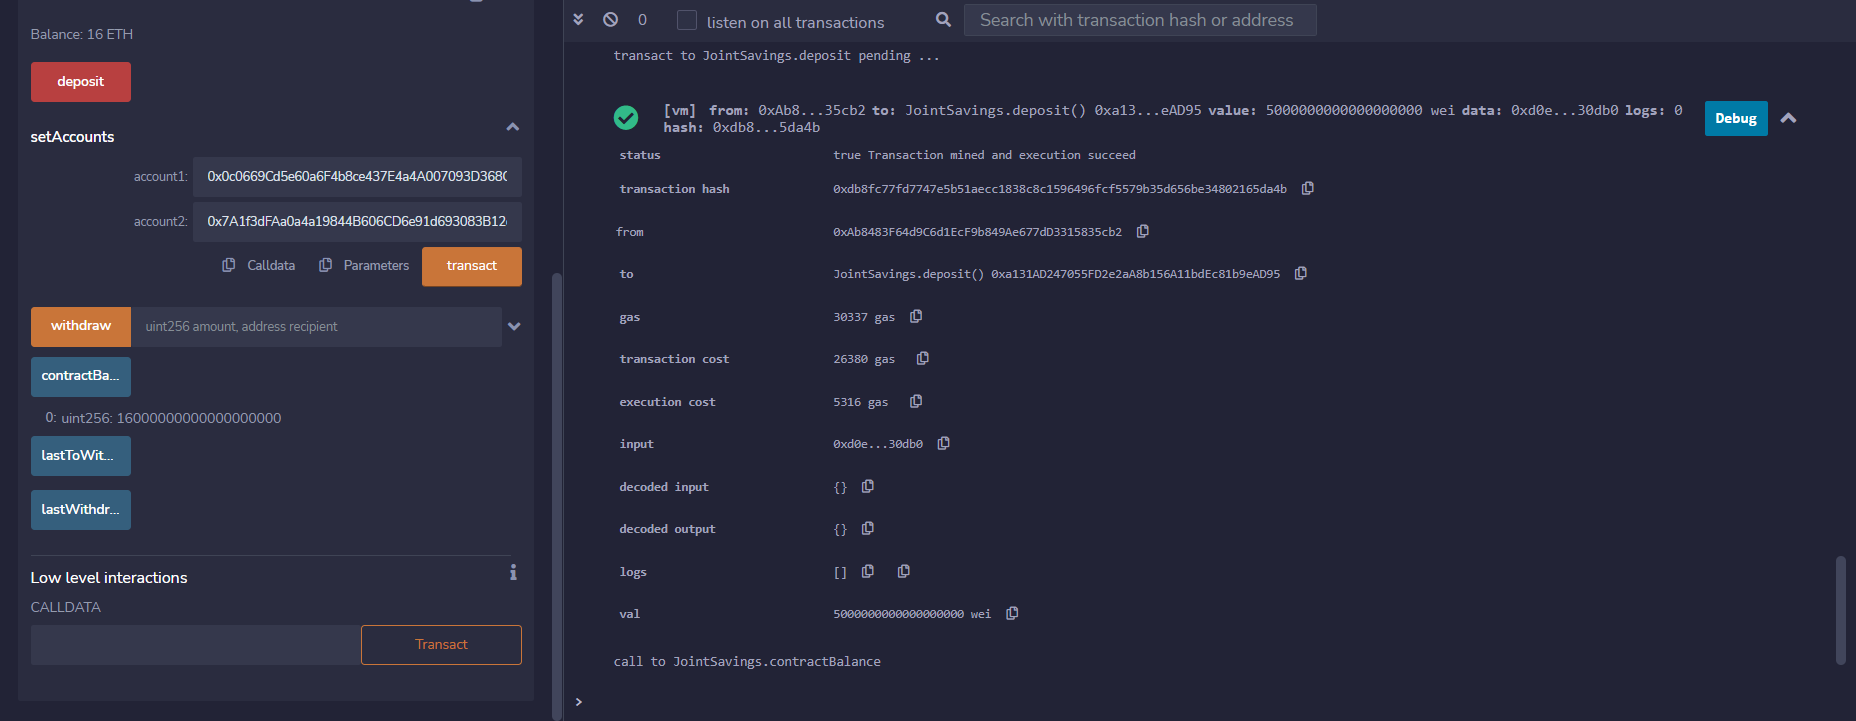 Balance: 16 ETH
deposit
setAccounts
account1: 0x0c0669Cd5e60a6F4b8ce437E4a4A007093D368C
account2: 0x7A1f3dFAa0a4a19844B606CD6e91d693083B12
Calldata Parameters transact
withdraw uint256 amount, address recipient
contractBa...
0: uint256: 16000000000000000000
lastToWit...
lastWithdr...
Low level interactions
CALLDATA
Transact
0 listen on all transactions Search with transaction hash or address
transact to JointSavings.deposit pending ...
[vm] from: 0xAb8...35cb2 to: JointSavings.deposit() 0xa13...eAD95 value: 5000000000000000000 wei data: 0xd0e...30db0 logs: 0
hash: 0xdb8...5da4b
Debug
status true Transaction mined and execution succeed
transaction hash 0xdb8fc77fd7747e5b51aecc1838c8c1596496fcf5579b35d656be34802165da4b
from 0xAb8483F64d9C6d1EcF9b849Ae677dD3315835cb2
to JointSavings.deposit() 0xa131AD247055FD2e2aA8b156A11bdEc81b9eAD95
gas 30337 gas
transaction cost 26380 gas
execution cost 5316 gas
input 0xd0e...30db0
decoded input {}
decoded output {}
logs []
val 5000000000000000000 wei
call to JointSavings.contractBalance
>